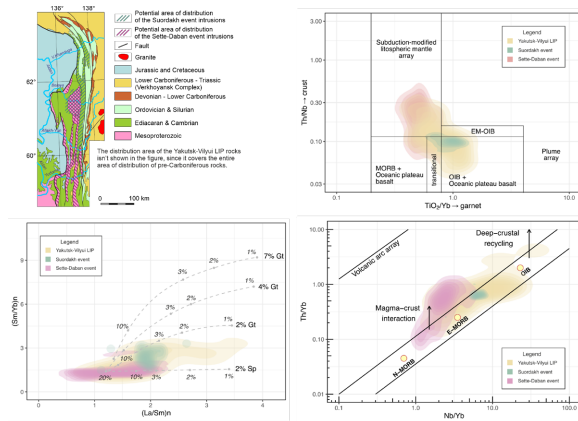 138°
138°
62°
60°
Potential area of distribution
of the Suordakh event intrusions
Potential area of distribution
of the Sette-Daban event intrusions
Fault
Granite
Jurassic and Cretaceous
Lower Carboniferous - Triassic
(Verkhoyansk Complex)
Devonian - Lower Carboniferous
Ordovician & Silurian
Ediacaran & Cambrian
Mesoproterozoic
The distribution area of the Yakutsk-Vilyui LIP rocks
isn't shown in the figure, since it covers the entire
area of distribution of pre-Carboniferous rocks.
0 100 km
Th/Nb → crust
3.00
1.00
0.30
0.10
0.03
Subduction-modified
litospheric mantle
array
Legend
Yakutsk-Vilyui LIP
Suordakh event
Sette-Daban event
EM-OIB
Plume
array
MORB +
Oceanic plateau
basalt
transitional
OIB +
Oceanic plateau basalt
0.1 1.0 10.0
TiO₂/Yb → garnet
(Sm/Yb)n
9
6
3
0
Legend
Yakutsk-Vilyui LIP
Suordakh event
Sette-Daban event
1% 7% Gt
2%
3%
1% 4% Gt
2%
3%
10%
1% 2% Gt
2%
3%
10%
20% 10% 2% 3% 1% 2% Sp
0 1 2 3 4
(La/Sm)n
Th/Yb
10.00
1.00
0.10
0.01
Volcanic arc array
Deep-crustal
recycling
OIB
Magma-crust
interaction
E-MORB
N-MORB
Legend
Yakutsk-Vilyui LIP
Suordakh event
Sette-Daban event
0.1 1.0 10.0 100.0
Nb/Yb